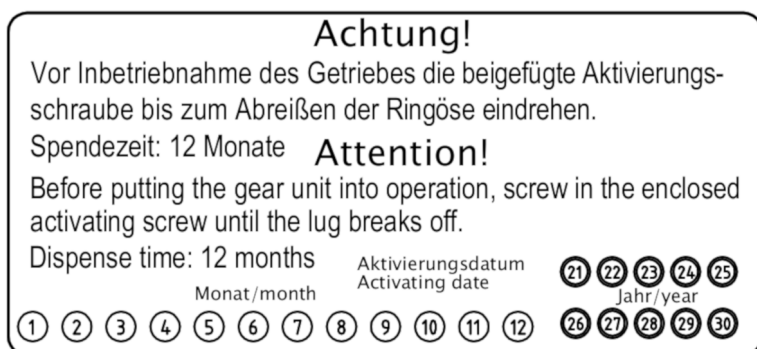 Achtung!
Vor Inbetriebnahme des Getriebes die beigefügte Aktivierungs-
schraube bis zum Abreißen der Ringöse eindrehen.
Spendezeit: 12 Monate
Attention!
Before putting the gear unit into operation, screw in the enclosed
activating screw until the lug breaks off.
Dispense time: 12 months
Aktivierungsdatum
Activating date
Monat/month
1 2 3 4 5 6 7 8 9 10 11 12
21 22 23 24 25
Jahr/year
26 27 28 29 30